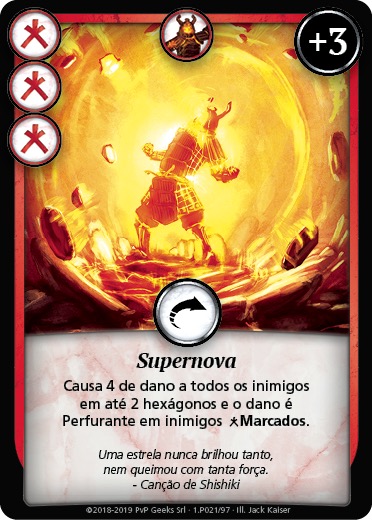 +3
Supernova
Causa 4 de dano a todos os inimigos
em até 2 hexágonos e o dano é
Perfurante em inimigos Marcados.
Uma estrela nunca brilhou tanto,
nem queimou com tanta força.
- Canção de Shishiki
©2018-2019 PvP Geeks Srl · 1.P021/97 · Ill. Jack Kaiser